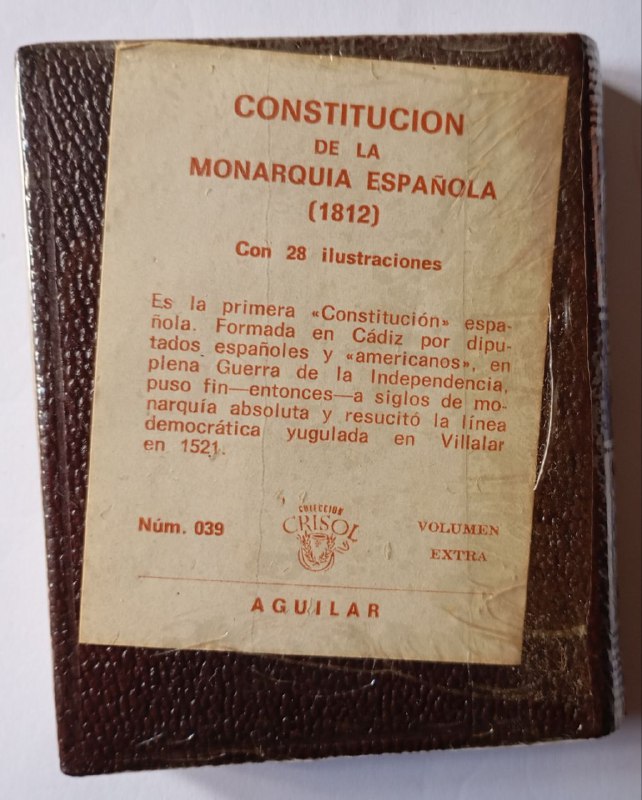 CONSTITUCION
DE LA
MONARQUIA ESPAÑOLA
(1812)
Con 28 ilustraciones
Es la primera «Constitución» espa-
ñola. Formada en Cádiz por dipu-
tados españoles y «americanos», en
plena Guerra de la Independencia,
puso fin—entonces—a siglos de mo-
narquía absoluta y resucitó la línea
democrática yugulada en Villalar
en 1521.
COLECCION
CRISOL
Núm. 039
VOLUMEN
EXTRA
AGUILAR